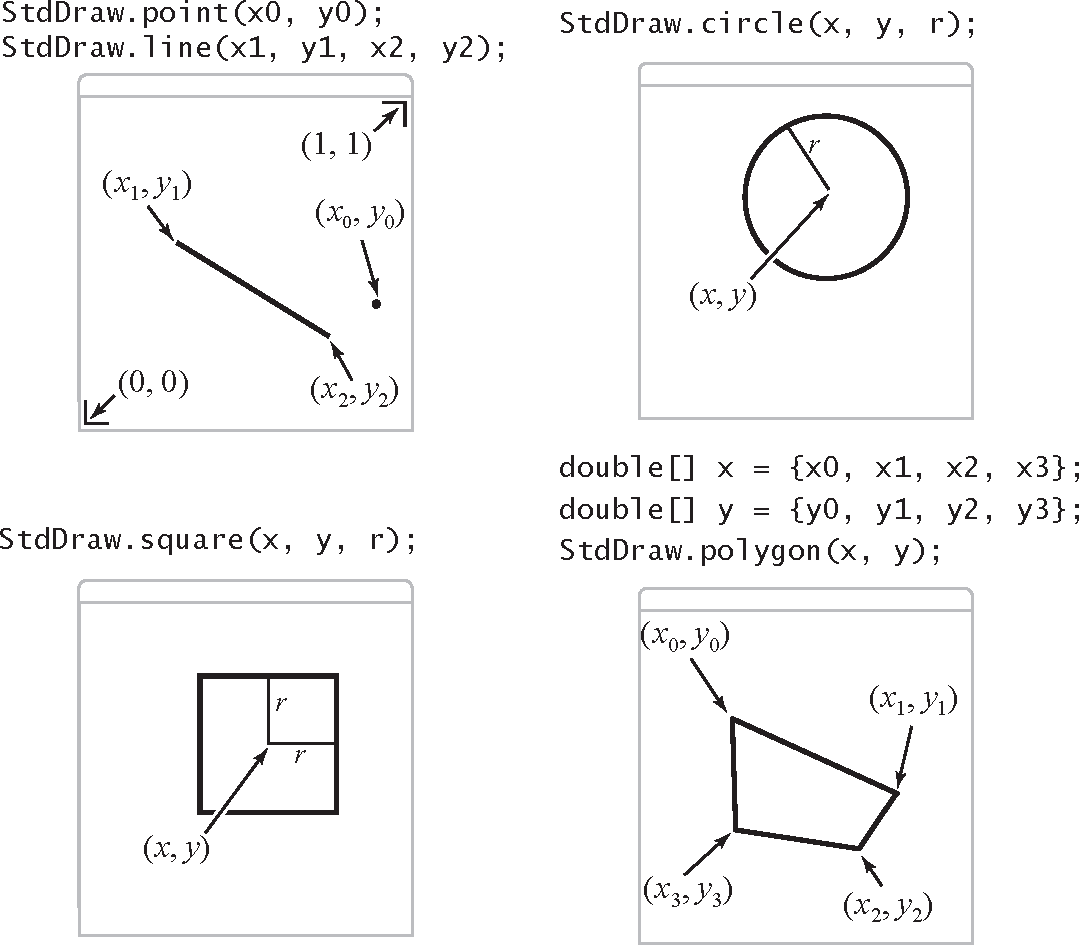 StdDraw.point(x0, y0);
StdDraw.line(x1, y1, x2, y2);
(1, 1)
(x₁, y₁)
(x₀, y₀)
(0, 0)
(x₂, y₂)
StdDraw.circle(x, y, r);
r
(x, y)
StdDraw.square(x, y, r);
r
r
(x, y)
double[] x = {x0, x1, x2, x3};
double[] y = {y0, y1, y2, y3};
StdDraw.polygon(x, y);
(x₀, y₀)
(x₁, y₁)
(x₃, y₃)
(x₂, y₂)